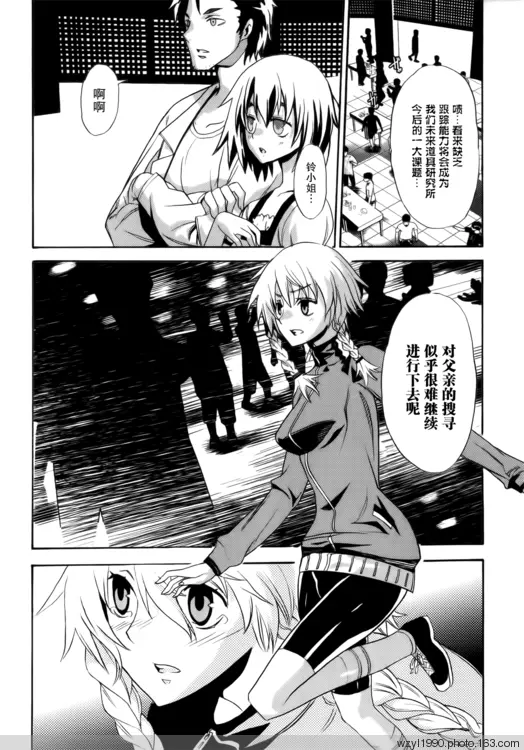 啧…看来缺乏
跟踪能力将会成为
我们未来道具研究所
今后的一大课题…
铃小姐…
啊
啊
对父亲的搜寻
似乎很难继续
进行下去呢
wzyl1990.photo.163.com